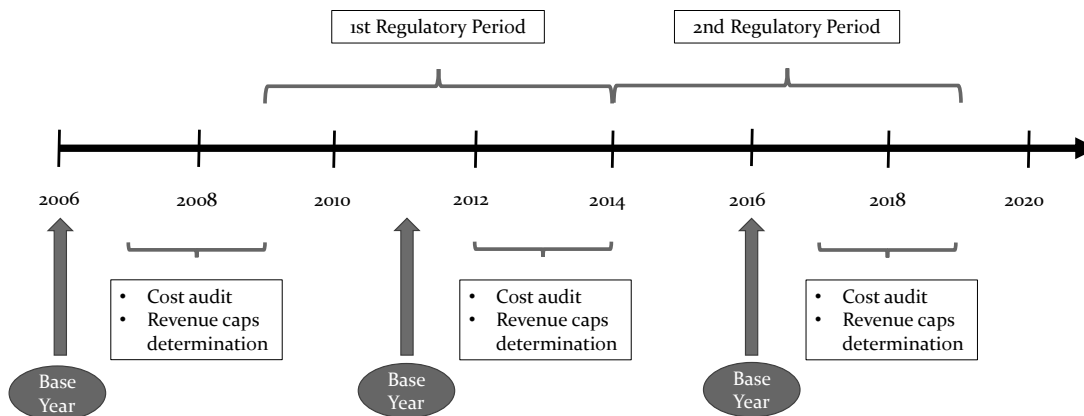 1st Regulatory Period
2nd Regulatory Period
2006
2008
2010
2012
2014
2016
2018
2020
• Cost audit
• Revenue caps
determination
• Cost audit
• Revenue caps
determination
• Cost audit
• Revenue caps
determination
Base
Year
Base
Year
Base
Year